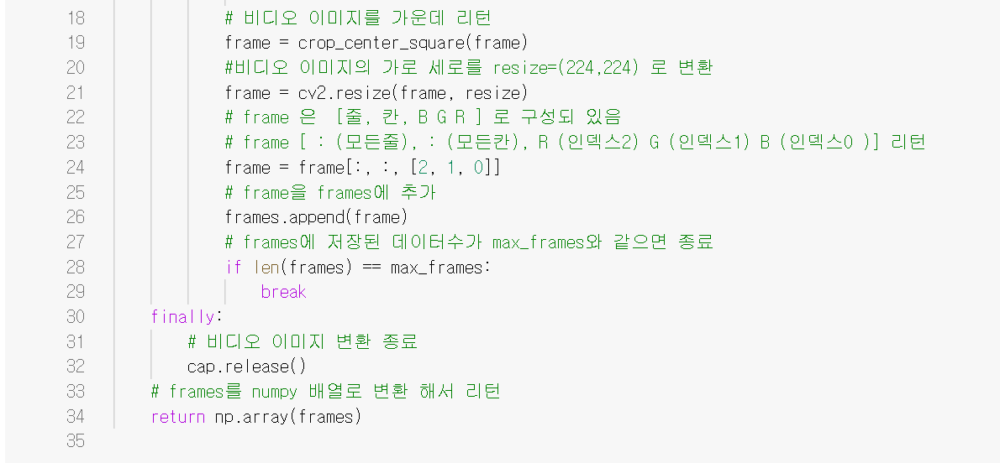 18 # 비디오 이미지를 가운데 리턴
19 frame = crop_center_square(frame)
20 #비디오 이미지의 가로 세로를 resize=(224,224) 로 변환
21 frame = cv2.resize(frame, resize)
22 # frame 은  [줄, 칸, B G R ] 로 구성되 있음
23 # frame [ : (모든줄), : (모든칸), R (인덱스2) G (인덱스1) B (인덱스0 )] 리턴
24 frame = frame[:, :, [2, 1, 0]]
25 # frame을 frames에 추가
26 frames.append(frame)
27 # frames에 저장된 데이터수가 max_frames와 같으면 종료
28 if len(frames) == max_frames:
29 break
30 finally:
31 # 비디오 이미지 변환 종료
32 cap.release()
33 # frames를 numpy 배열로 변환 해서 리턴
34 return np.array(frames)
35